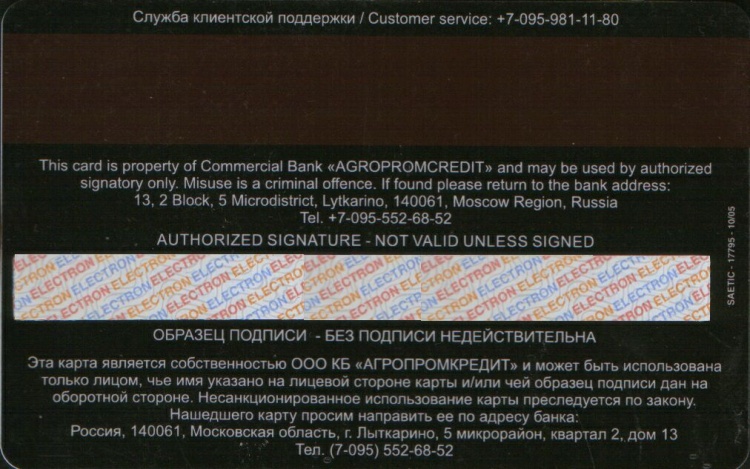 Служба клиентской поддержки / Customer service: +7-095-981-11-80
This card is property of Commercial Bank «AGROPROMCREDIT» and may be used by authorized
signatory only. Misuse is a criminal offence. If found please return to the bank address:
13, 2 Block, 5 Microdistrict, Lytkarino, 140061, Moscow Region, Russia
Tel. +7-095-552-68-52
AUTHORIZED SIGNATURE - NOT VALID UNLESS SIGNED
SAETIC - 17795 - 10/05
ELECTRON ELECTRON ELECTRON ELECTRON ELECTRON
ОБРАЗЕЦ ПОДПИСИ - БЕЗ ПОДПИСИ НЕДЕЙСТВИТЕЛЬНА
Эта карта является собственностью ООО КБ «АГРОПРОМКРЕДИТ» и может быть использована
только лицом, чье имя указано на лицевой стороне карты и/или чей образец подписи дан на
оборотной стороне. Несанкционированное использование карты преследуется по закону.
Нашедшего карту просим направить ее по адресу банка:
Россия, 140061, Московская область, г. Лыткарино, 5 микрорайон, квартал 2, дом 13
Тел. (7-095) 552-68-52